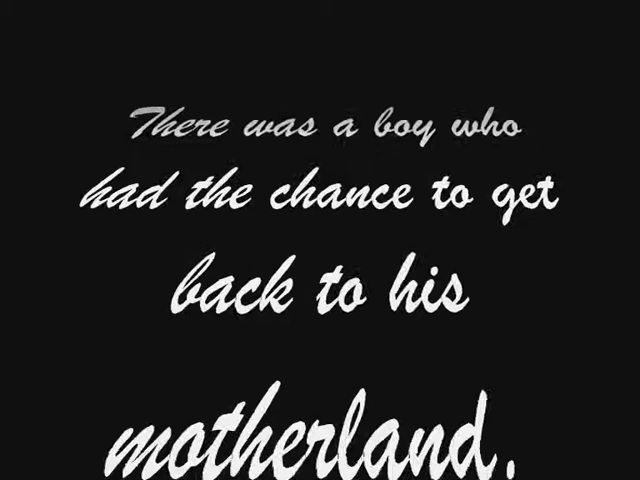 There was a boy who
had the chance to get
back to his
motherland.